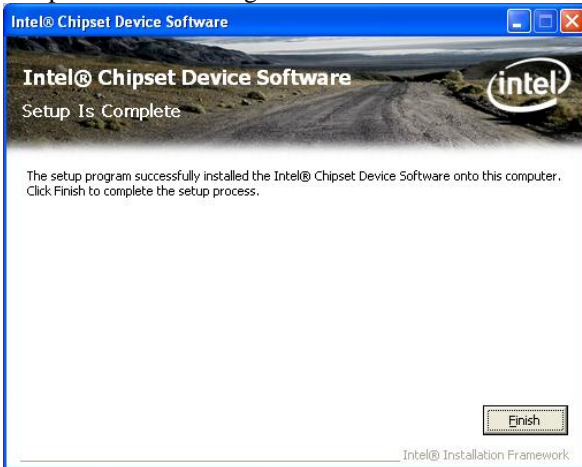 Intel® Chipset Device Software
Intel® Chipset Device Software
intel
Setup Is Complete
The setup program successfully installed the Intel® Chipset Device Software onto this computer.
Click Finish to complete the setup process.
Finish
Intel® Installation Framework